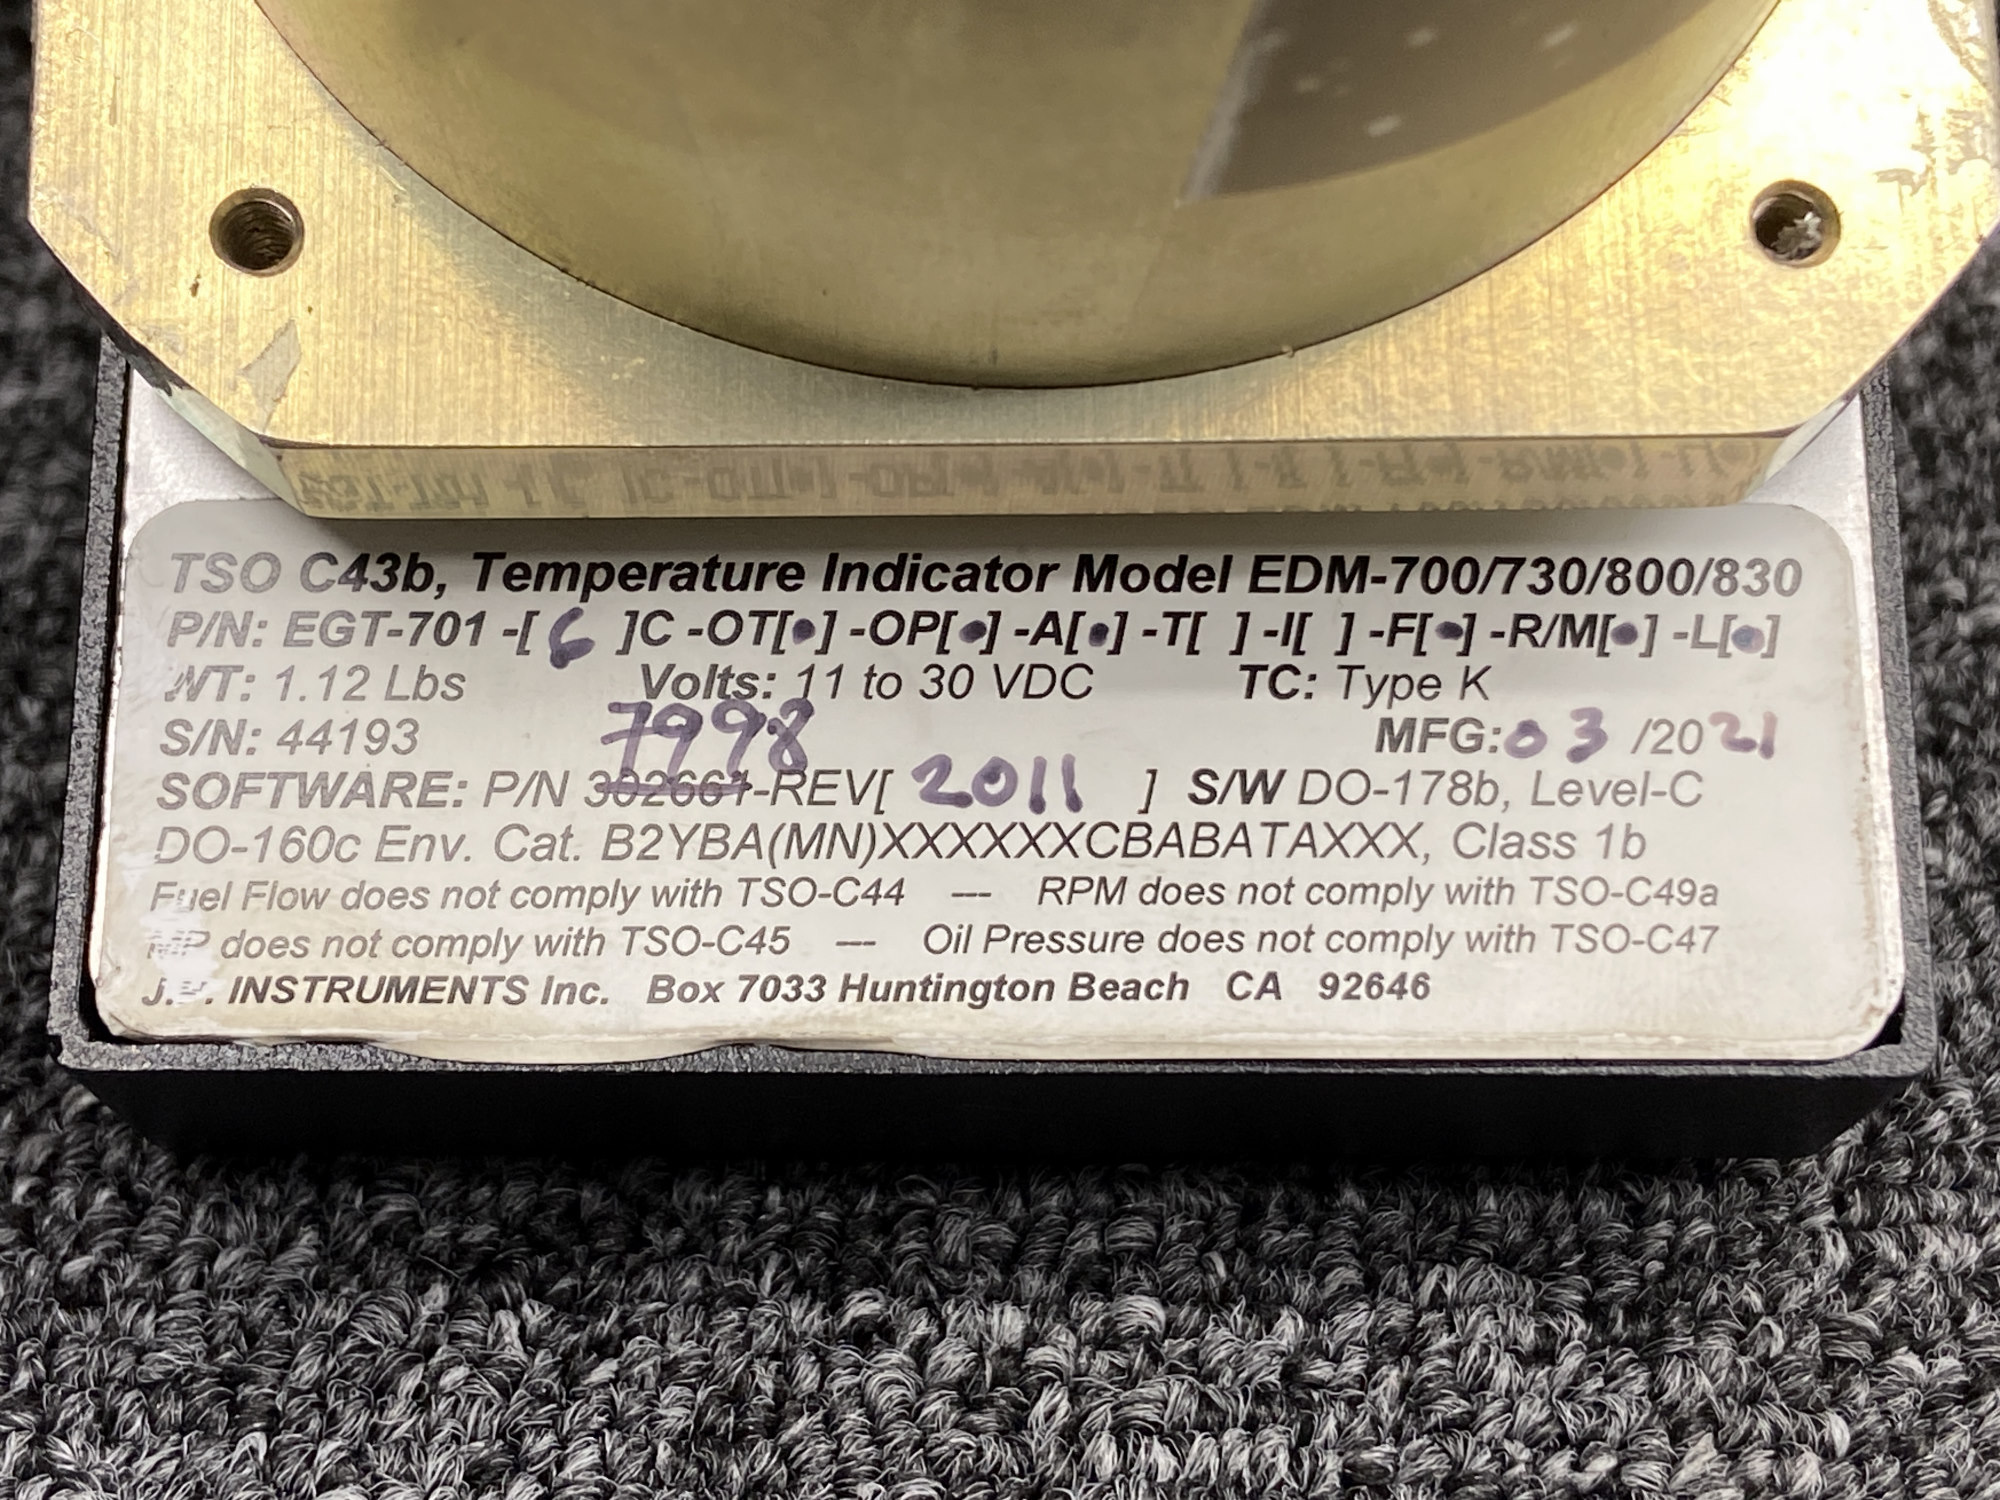 TSO C43b, Temperature Indicator Model EDM-700/730/800/830
P/N: EGT-701 -[ 6 ]C -OT[•] -OP[•] -A[•] -T[ ] -I[ ] -F[•] -R/M[•] -L[•]
WT: 1.12 Lbs Volts: 11 to 30 VDC TC: Type K
S/N: 44193 7998 MFG:03/2021
SOFTWARE: P/N 302661-REV[ 2011 ] S/W DO-178b, Level-C
DO-160c Env. Cat. B2YBA(MN)XXXXXXCBABATAXXX, Class 1b
Fuel Flow does not comply with TSO-C44 --- RPM does not comply with TSO-C49a
MP does not comply with TSO-C45 --- Oil Pressure does not comply with TSO-C47
INSTRUMENTS Inc. Box 7033 Huntington Beach CA 92646